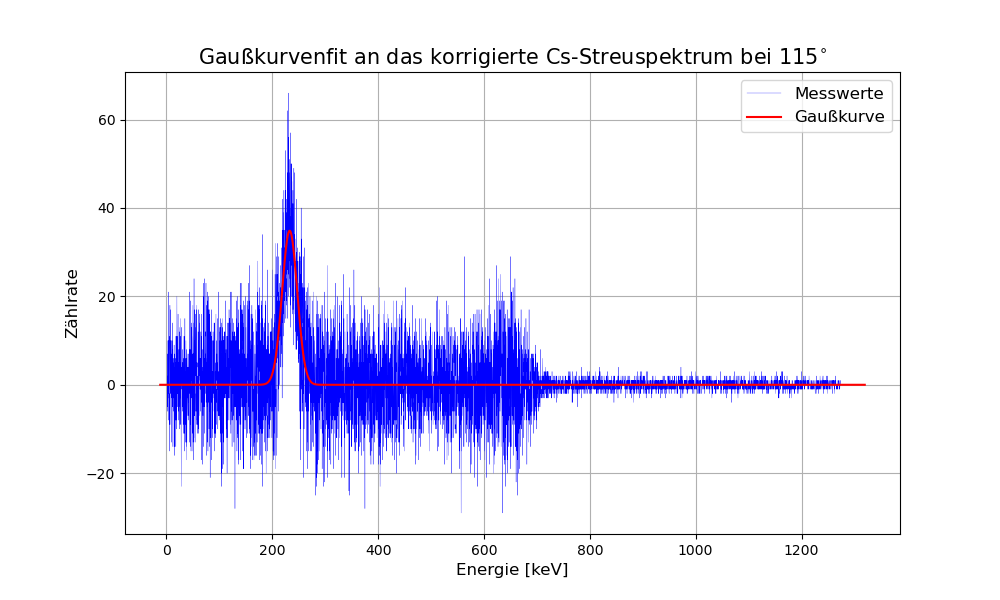 Gaußkurvenfit an das korrigierte Cs-Streuspektrum bei 115°
Messwerte
Gaußkurve
Zählrate
60
40
20
0
−20
0 200 400 600 800 1000 1200
Energie [keV]